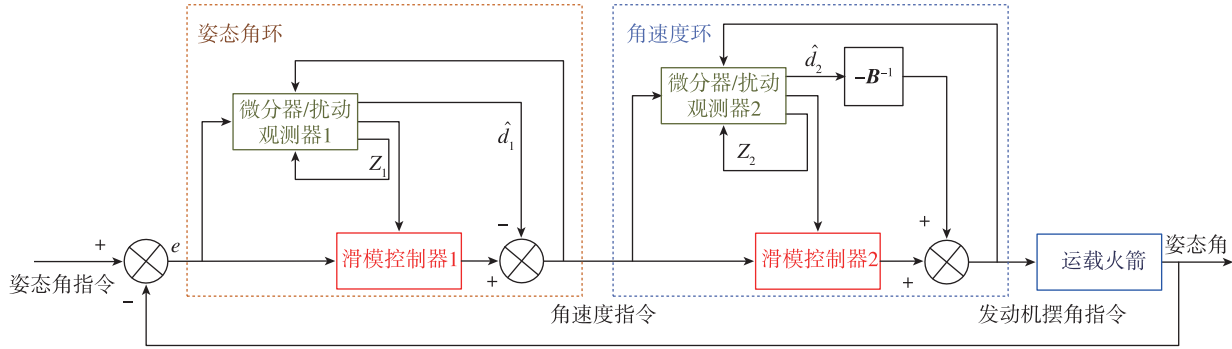 姿态角环
角速度环
微分器/扰动
观测器1
Z₁
d̂₁
微分器/扰动
观测器2
Z₂
d̂₂
−B⁻¹
+
姿态角指令
−
e
滑模控制器1
−
+
角速度指令
滑模控制器2
+
+
发动机摆角指令
运载火箭
姿态角